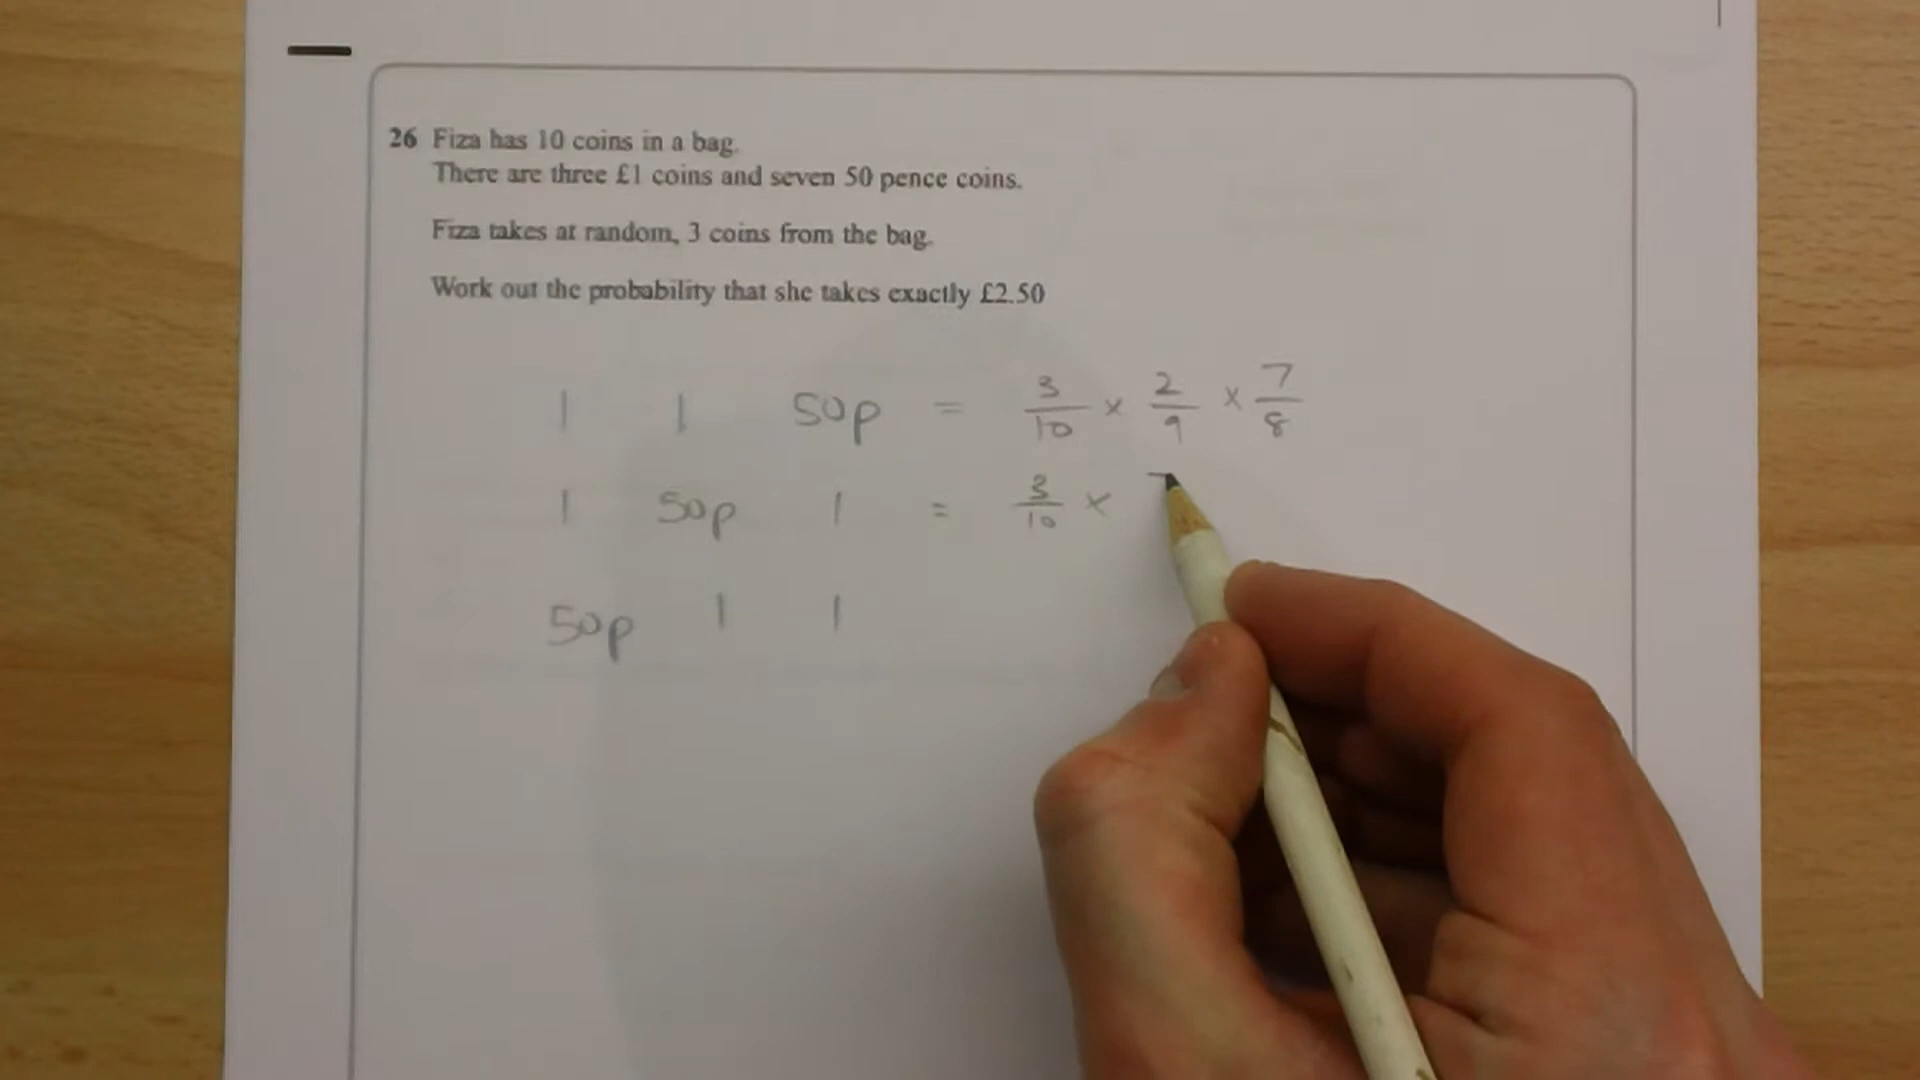 26 Fiza has 10 coins in a bag.
There are three £1 coins and seven 50 pence coins.
Fiza takes at random, 3 coins from the bag.
Work out the probability that she takes exactly £2.50
1 1 50p = 3/10 × 2/9 × 7/8
1 50p 1 = 3/10 ×
50p 1 1